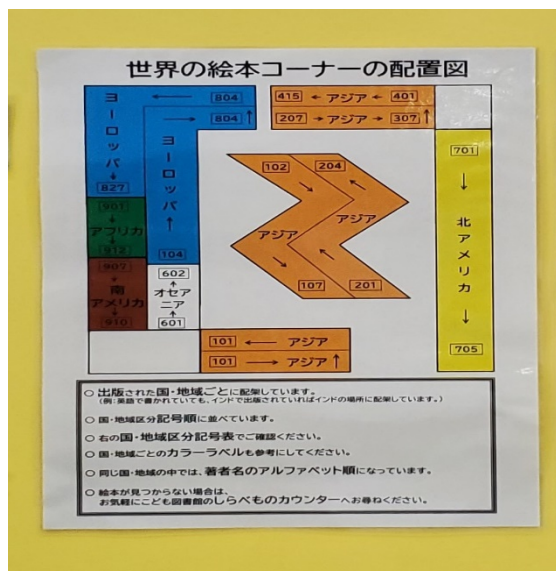 世界の絵本コーナーの配置図
ヨーロッパ
← 804
804 ↑
415 ← アジア ← 401
207 → アジア → 307 ↑
ヨーロッパ
↓
827
↑
104
901
↓
アフリカ
↓
912
907
↓
南アメリカ
↓
910
602
↑
オセアニア
↑
601
102
204
アジア
アジア
107
201
701
↓
北アメリカ
↓
705
101 ← アジア
101 → アジア ↑
○ 出版された国・地域ごとに配架しています。
(例:英語で書かれていても、インドで出版されていればインドの場所に配架しています。)
○ 国・地域区分記号順に並べています。
○ 右の国・地域区分記号表でご確認ください。
○ 国・地域ごとのカラーラベルも参考にしてください。
○ 同じ国・地域の中では、著者名のアルファベット順になっています。
○ 絵本が見つからない場合は、
お気軽にこども図書館のしらべものカウンターへお尋ねください。